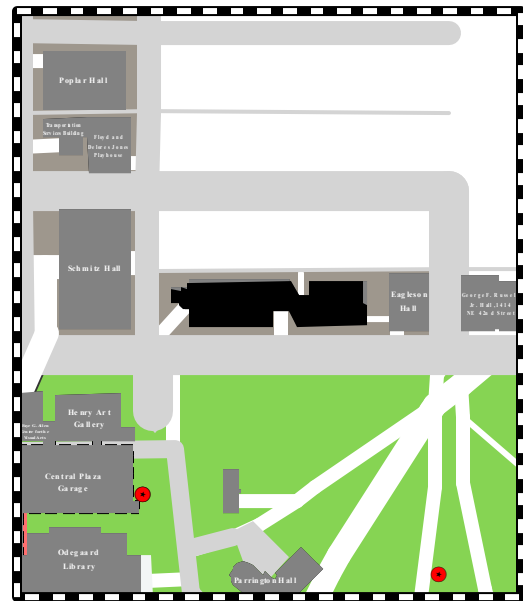 Poplar Hall
Transportation
Services Building
Floyd and
Delores Jones
Playhouse
Schmitz Hall
Eagleson
Hall
George F. Russell
Jr. Hall, 1414
NE 42nd Street
Henry Art
Gallery
Central Plaza
Garage
Odegaard
Library
Parrington Hall